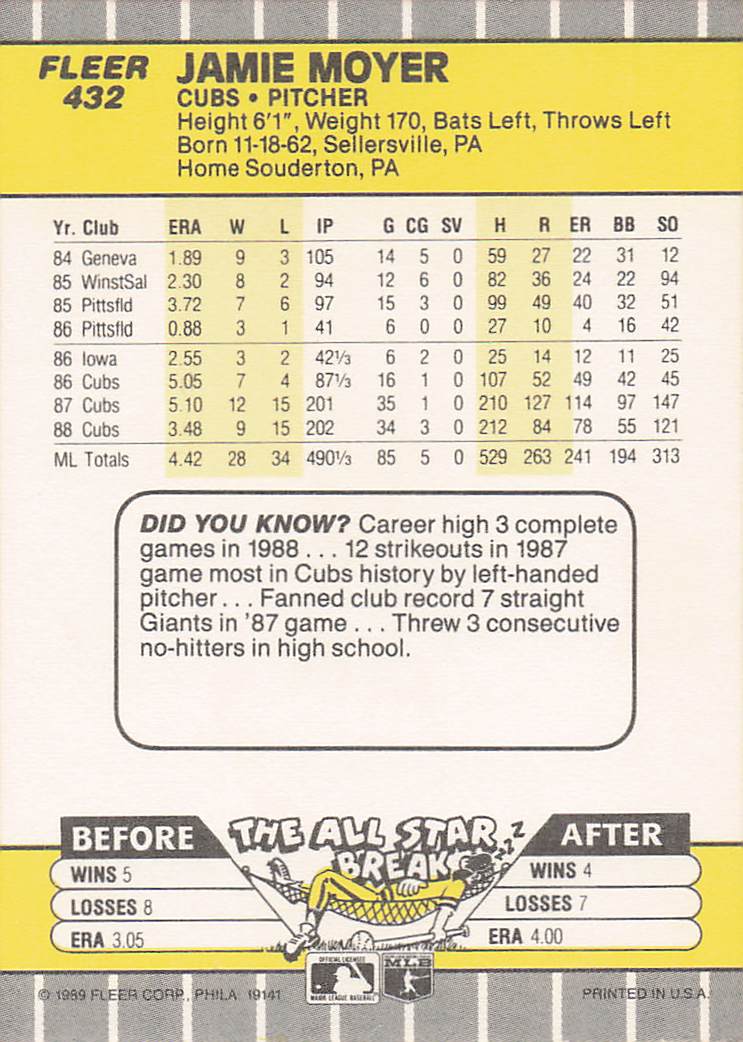 FLEER
432
JAMIE MOYER
CUBS • PITCHER
Height 6'1", Weight 170, Bats Left, Throws Left
Born 11-18-62, Sellersville, PA
Home Souderton, PA
Yr. Club ERA W L IP G CG SV H R ER BB SO
84 Geneva 1.89 9 3 105 14 5 0 59 27 22 31 12
85 WinstSal 2.30 8 2 94 12 6 0 82 36 24 22 94
85 Pittsfld 3.72 7 6 97 15 3 0 99 49 40 32 51
86 Pittsfld 0.88 3 1 41 6 0 0 27 10 4 16 42
86 Iowa 2.55 3 2 42⅓ 6 2 0 25 14 12 11 25
86 Cubs 5.05 7 4 87⅓ 16 1 0 107 52 49 42 45
87 Cubs 5.10 12 15 201 35 1 0 210 127 114 97 147
88 Cubs 3.48 9 15 202 34 3 0 212 84 78 55 121
ML Totals 4.42 28 34 490⅓ 85 5 0 529 263 241 194 313
DID YOU KNOW? Career high 3 complete
games in 1988 . . . 12 strikeouts in 1987
game most in Cubs history by left-handed
pitcher . . . Fanned club record 7 straight
Giants in '87 game . . . Threw 3 consecutive
no-hitters in high school.
THE ALL STAR
BREAK
ZZZ
BEFORE
WINS 5
LOSSES 8
ERA 3.05
AFTER
WINS 4
LOSSES 7
ERA 4.00
OFFICIAL LICENSEE
MAJOR LEAGUE BASEBALL
MLB
© 1989 FLEER CORP., PHILA. 19141
PRINTED IN U.S.A.